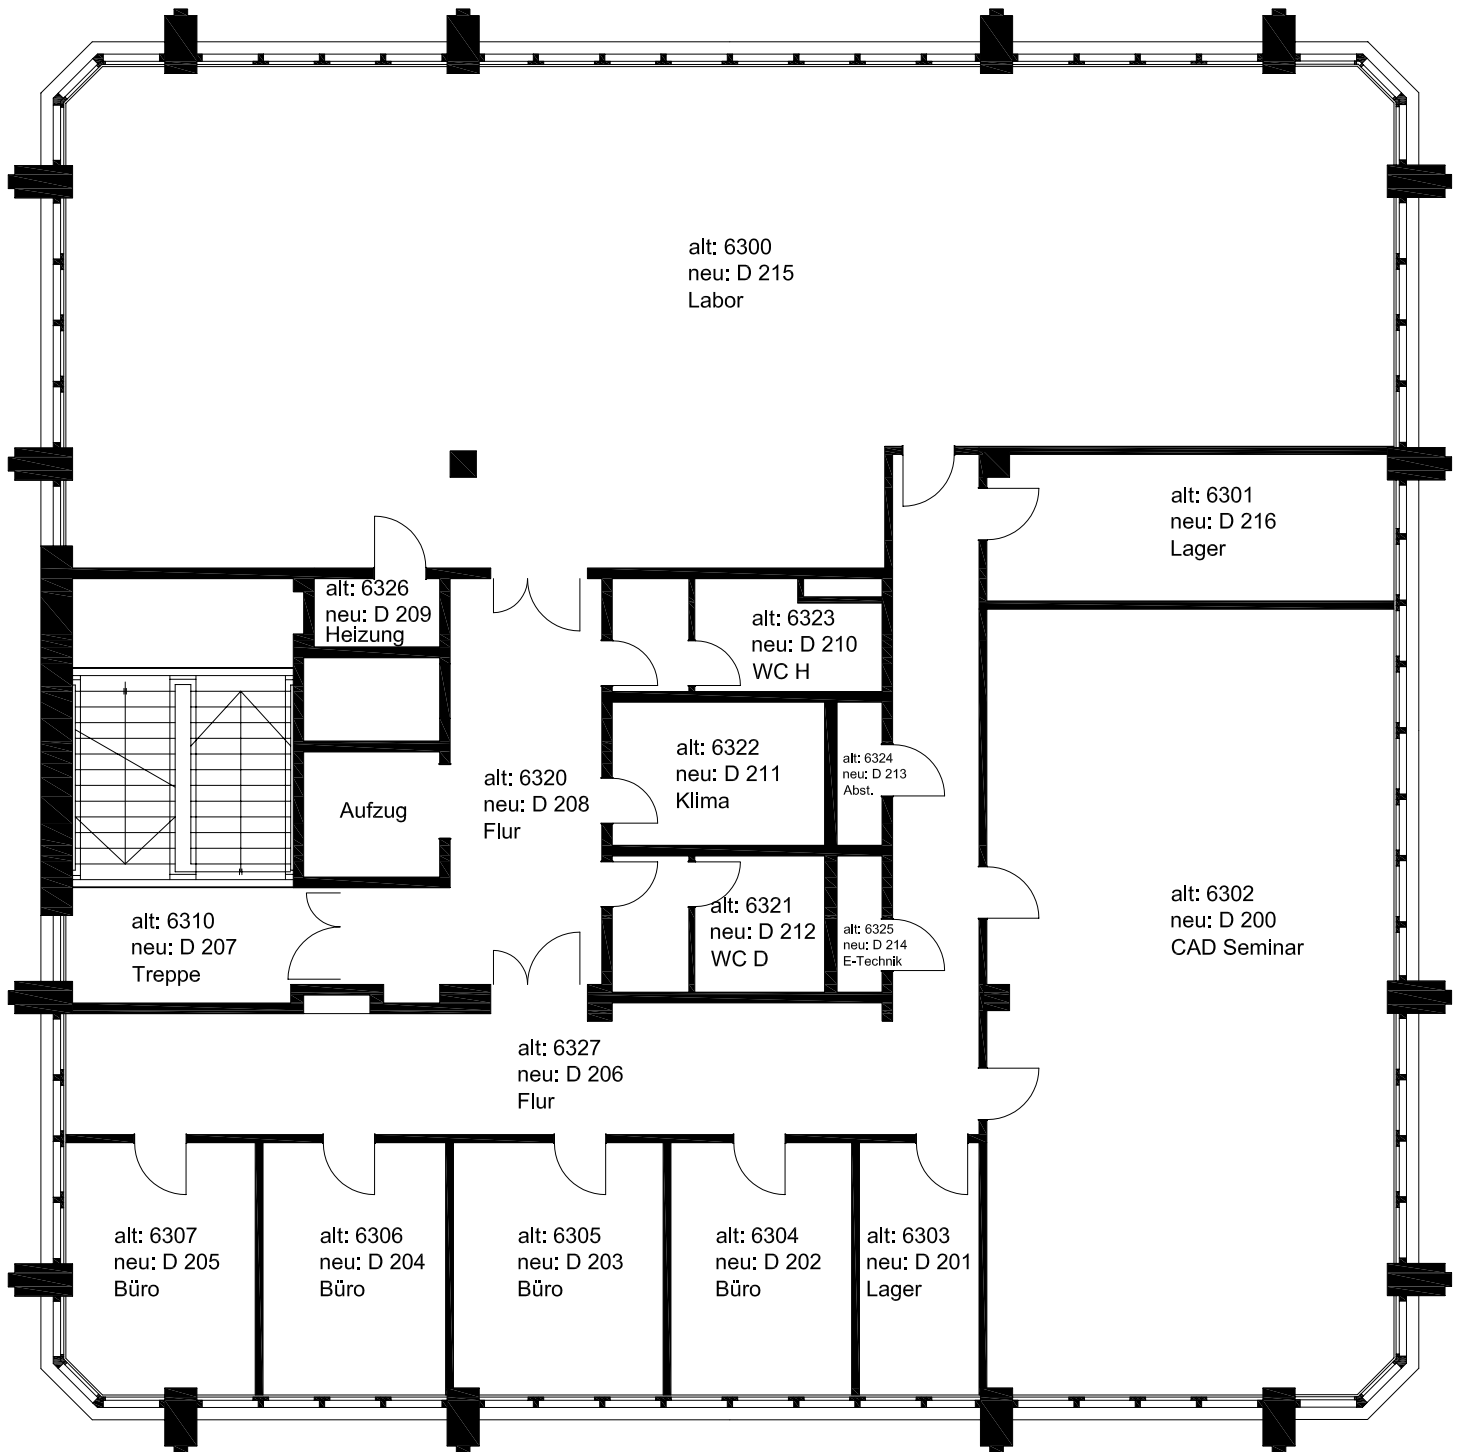 alt: 6300
neu: D 215
Labor
alt: 6301
neu: D 216
Lager
alt: 6326
neu: D 209
Heizung
alt: 6323
neu: D 210
WC H
alt: 6322
neu: D 211
Klima
alt: 6324
neu: D 213
Abst.
alt: 6320
neu: D 208
Flur
Aufzug
alt: 6302
neu: D 200
CAD Seminar
alt: 6310
neu: D 207
Treppe
alt: 6321
neu: D 212
WC D
alt: 6325
neu: D 214
E-Technik
alt: 6327
neu: D 206
Flur
alt: 6307
neu: D 205
Büro
alt: 6306
neu: D 204
Büro
alt: 6305
neu: D 203
Büro
alt: 6304
neu: D 202
Büro
alt: 6303
neu: D 201
Lager